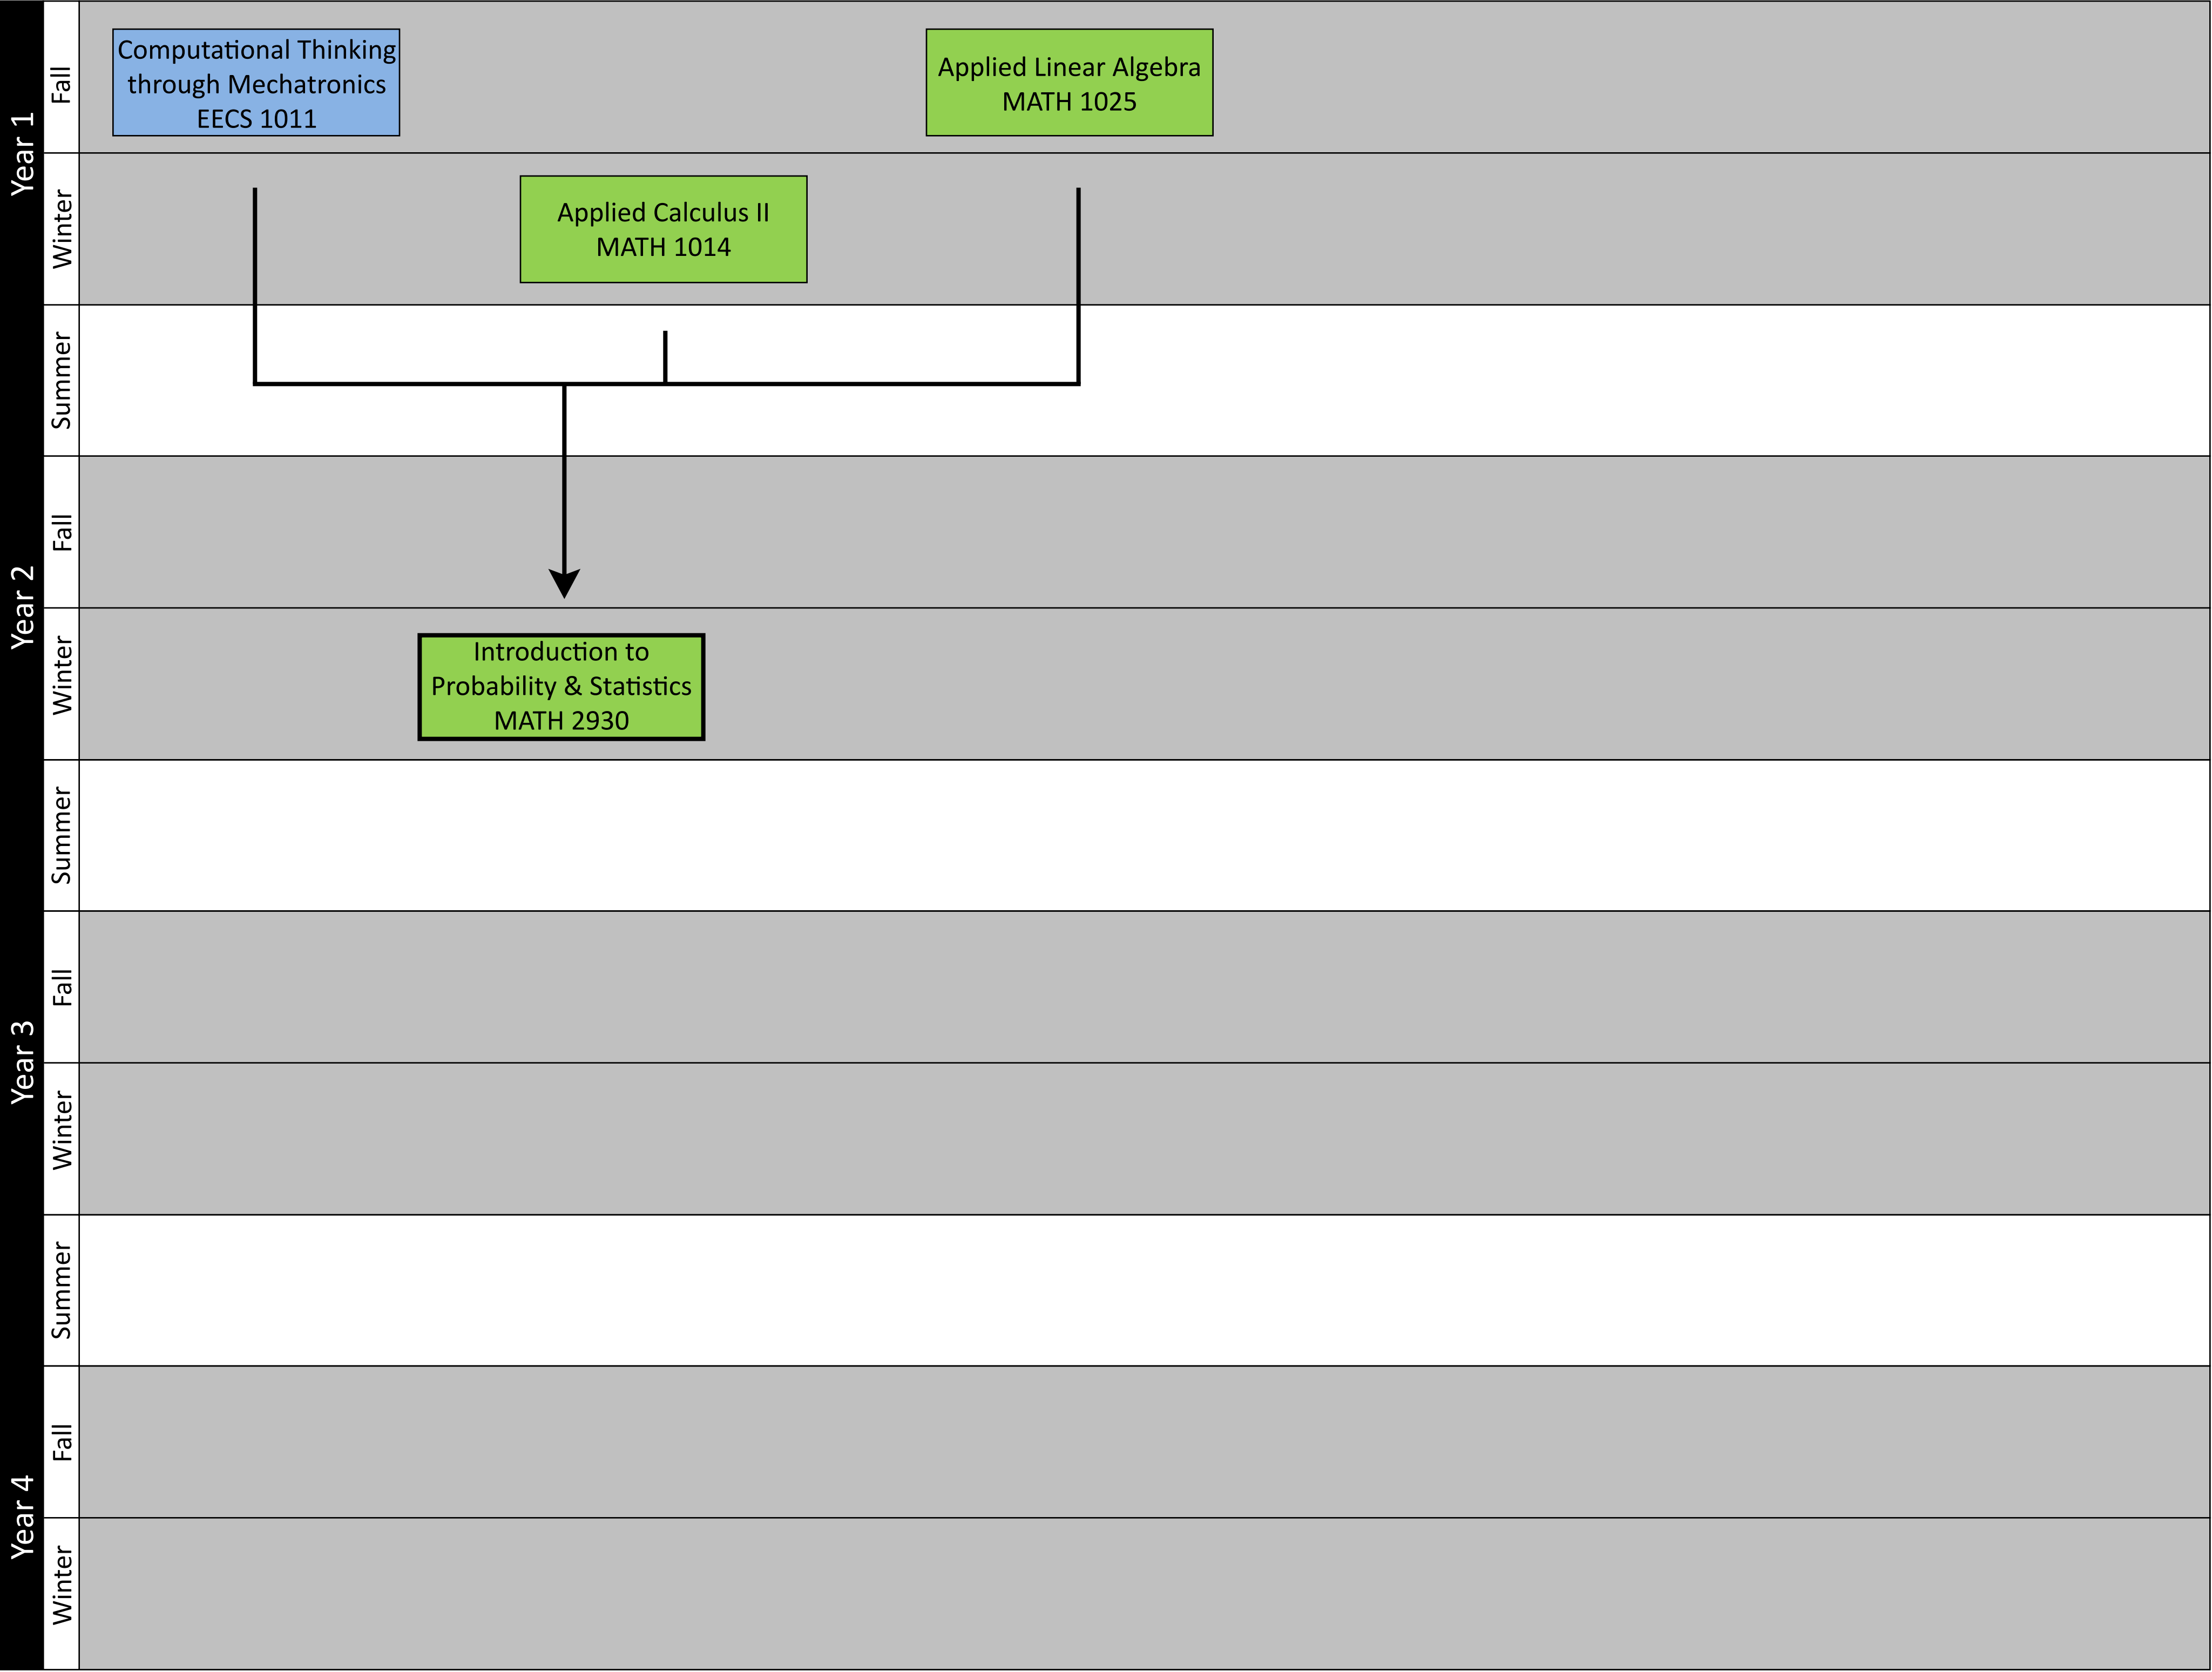 Year 1
Fall
Computational Thinking
through Mechatronics
EECS 1011
Applied Linear Algebra
MATH 1025
Winter
Applied Calculus II
MATH 1014
Summer
Year 2
Fall
Winter
Introduction to
Probability & Statistics
MATH 2930
Summer
Year 3
Fall
Winter
Summer
Year 4
Fall
Winter